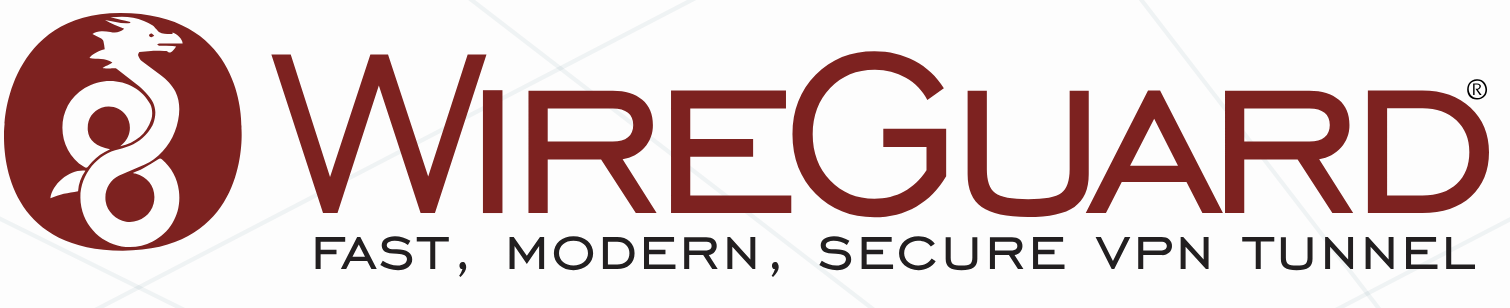 WIREGUARD®
FAST, MODERN, SECURE VPN TUNNEL